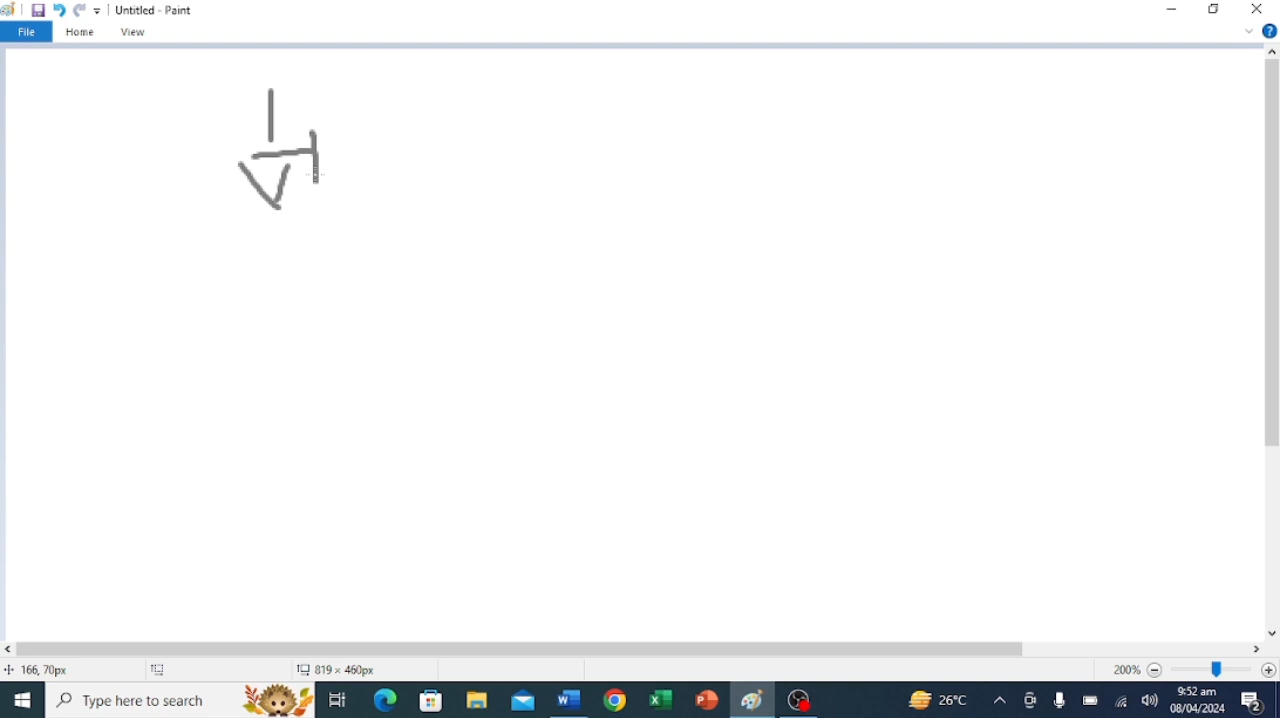 Untitled - Paint
File Home View
166, 70px 819 × 460px 200%
Type here to search 26°C 9:52 am
08/04/2024